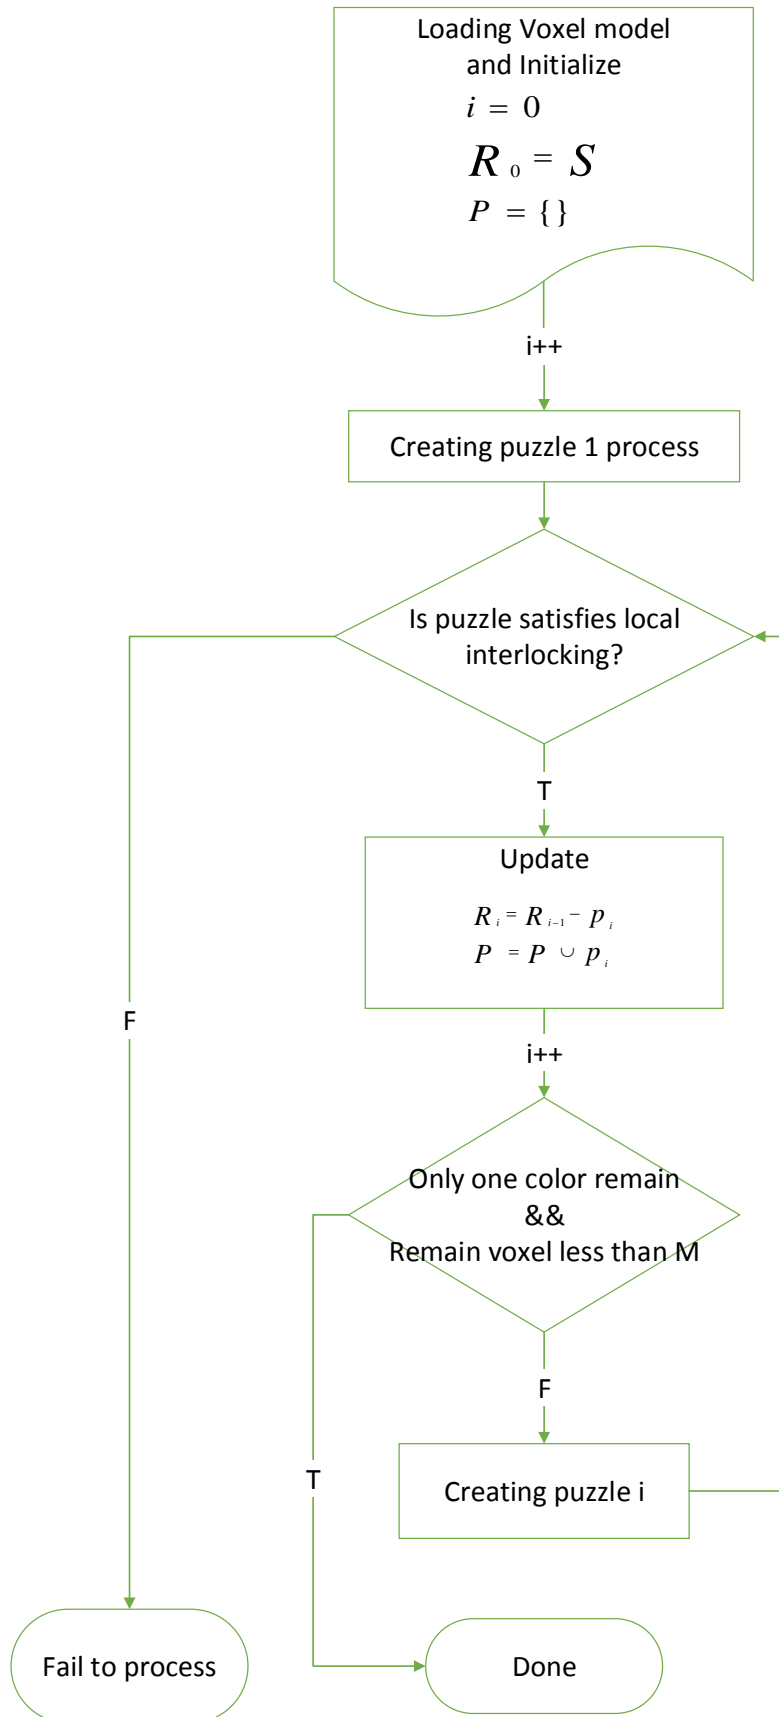 Loading Voxel model
and Initialize
i = 0
R₀ = S
P = {}
i++
Creating puzzle 1 process
Is puzzle satisfies local
interlocking?
T
Update
Rᵢ = Rᵢ₋₁ − pᵢ
P = P ∪ pᵢ
F
i++
Only one color remain
&&
Remain voxel less than M
F
T
Creating puzzle i
Fail to process
Done